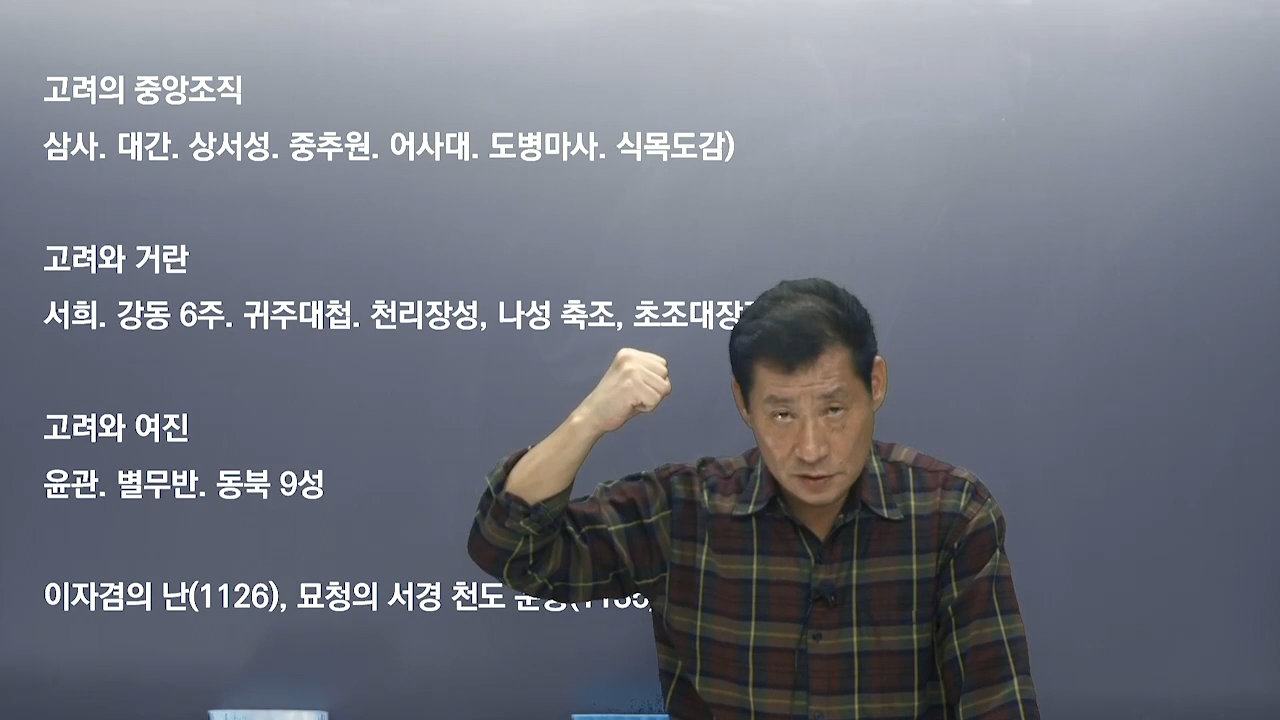 고려의 중앙조직
삼사. 대간. 상서성. 중추원. 어사대. 도병마사. 식목도감)
고려와 거란
서희. 강동 6주. 귀주대첩. 천리장성, 나성 축조,
고려와 여진
윤관. 별무반. 동북 9성
이자겸의 난(1126), 묘청의 서경 천도